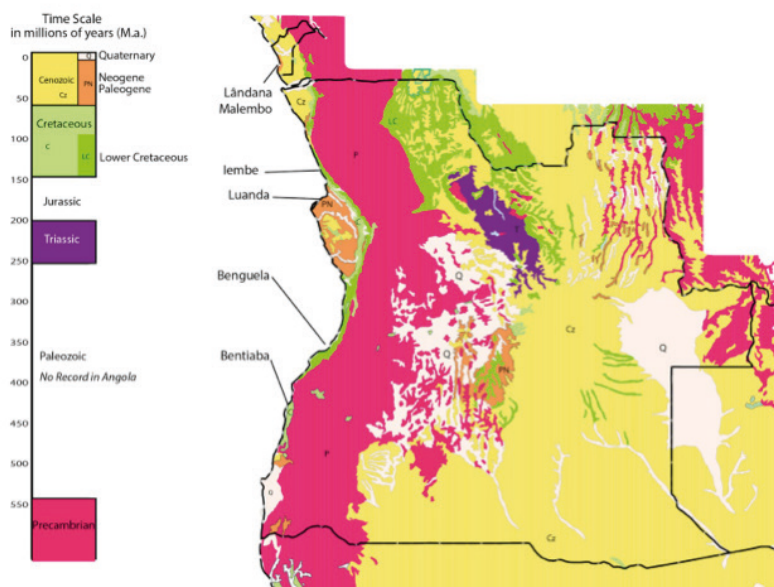 Time Scale
in millions of years (M.a.)
0
50
100
150
200
250
300
350
400
450
500
550
Q
Quaternary
Cenozoic
Cz
PN
Neogene
Paleogene
Cretaceous
C
LC
Lower Cretaceous
Jurassic
Triassic
Paleozoic
No Record in Angola
Precambrian
Lândana
Malembo
Iembe
Luanda
Benguela
Bentiaba
Cz
P
LC
PN
Q
Cz
Q
Q
PN
P
Q
Cz